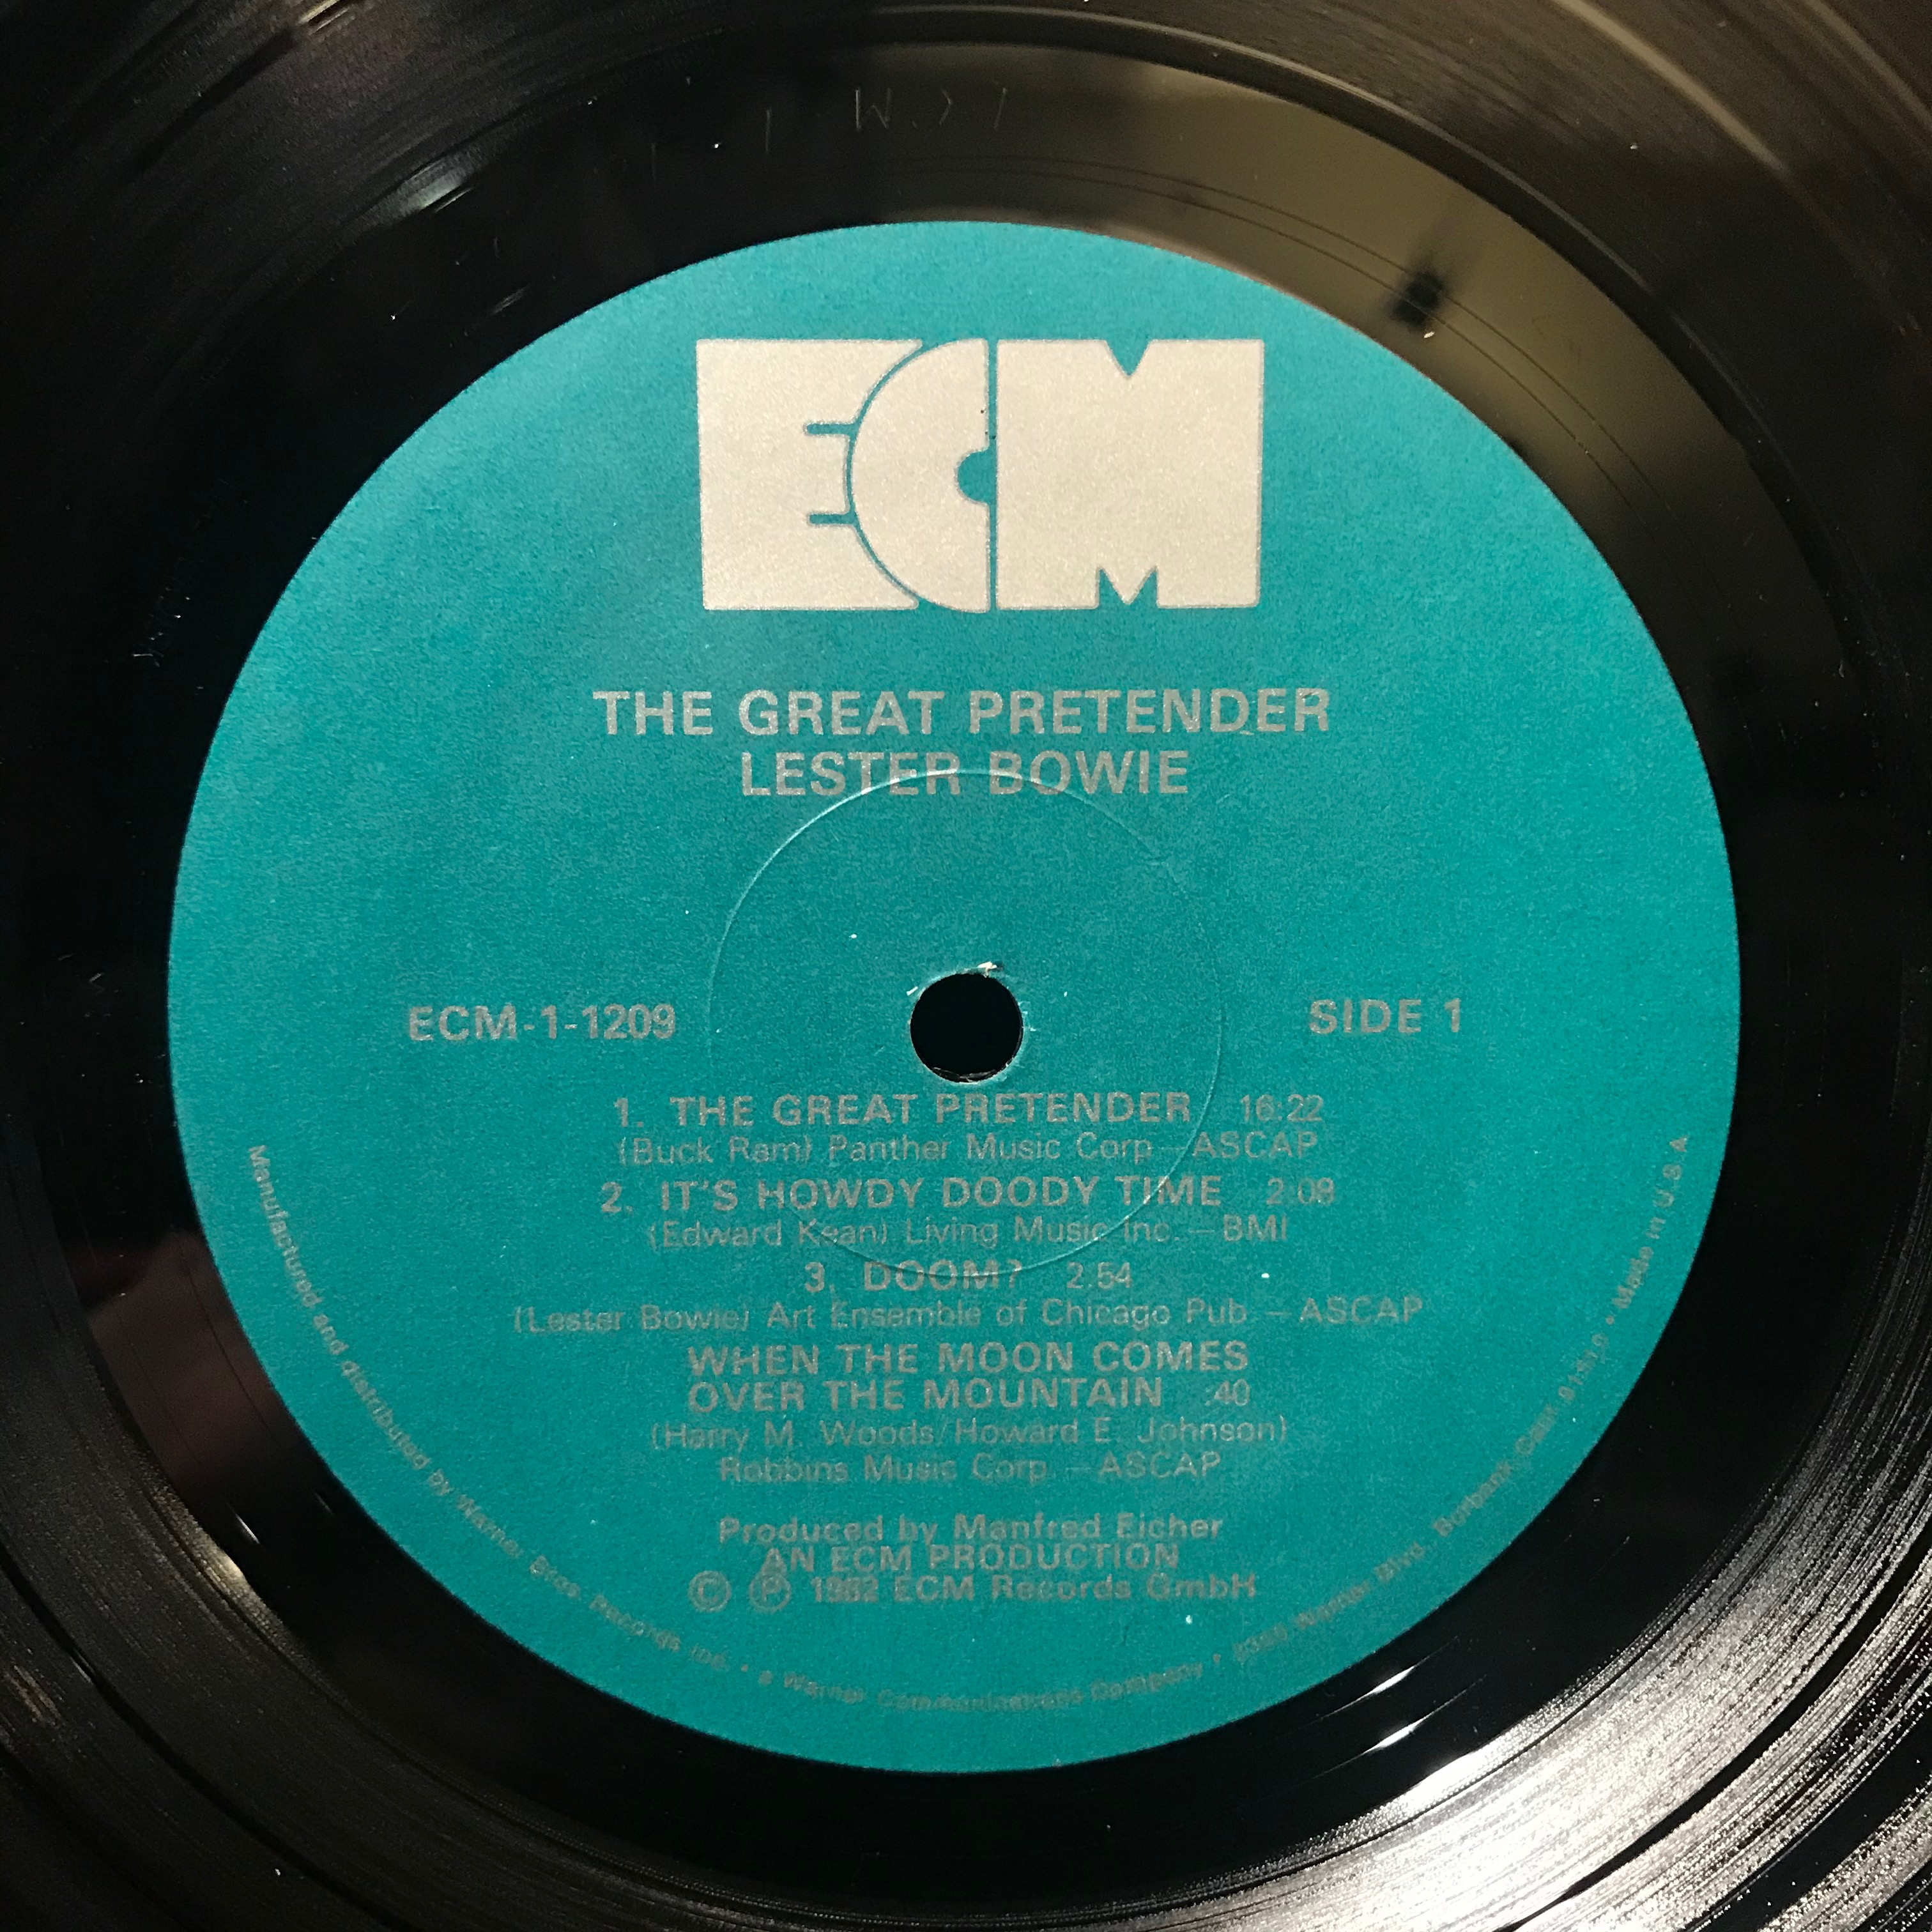 ECM
THE GREAT PRETENDER
LESTER BOWIE
ECM-1-1209
SIDE 1
1. THE GREAT PRETENDER 16:22
(Buck Ram) Panther Music Corp — ASCAP
2. IT'S HOWDY DOODY TIME 2:08
(Edward Kean) Living Music Inc. — BMI
3. DOOM? 2:54
(Lester Bowie) Art Ensemble of Chicago Pub — ASCAP
WHEN THE MOON COMES
OVER THE MOUNTAIN :40
(Harry M. Woods/Howard E. Johnson)
Robbins Music Corp. — ASCAP
Produced by Manfred Eicher
AN ECM PRODUCTION
© ℗ 1982 ECM Records GmbH
Manufactured and distributed by Warner Bros. Records Inc. • a Warner Communications Company • Warner Blvd., Burbank, Calif. • Made in U.S.A.